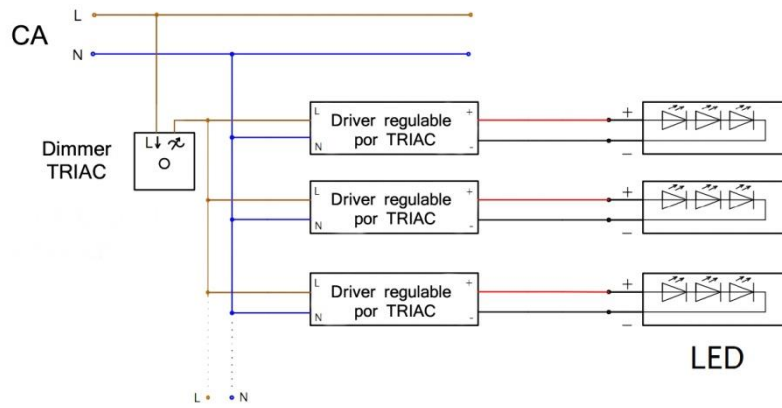 L
CA
N
Dimmer
TRIAC
L
L
N
Driver regulable
por TRIAC
+
-
+
−
L
N
Driver regulable
por TRIAC
+
-
+
−
L
N
Driver regulable
por TRIAC
+
-
+
−
LED
L
N